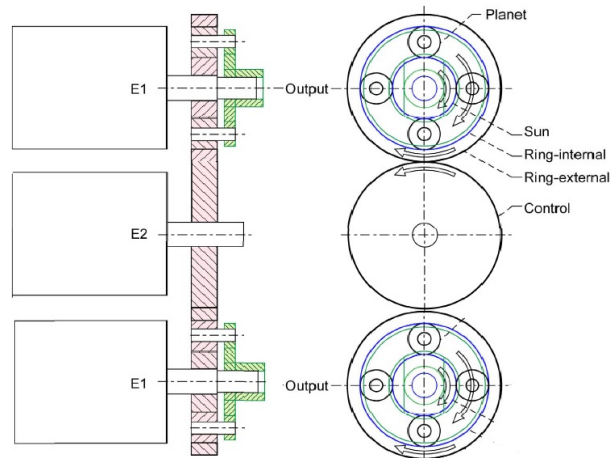 Planet
E1
Output
Sun
Ring-internal
Ring-external
Control
E2
E1
Output